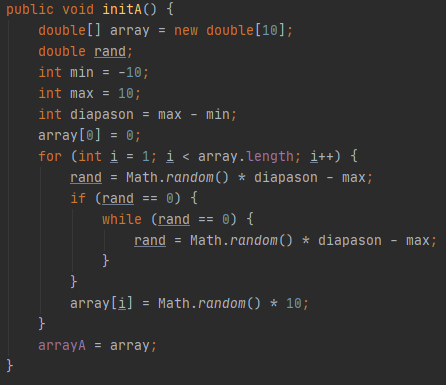 public void initA() {
    double[] array = new double[10];
    double rand;
    int min = -10;
    int max = 10;
    int diapason = max - min;
    array[0] = 0;
    for (int i = 1; i < array.length; i++) {
        rand = Math.random() * diapason - max;
        if (rand == 0) {
            while (rand == 0) {
                rand = Math.random() * diapason - max;
            }
        }
        array[i] = Math.random() * 10;
    }
    arrayA = array;
}